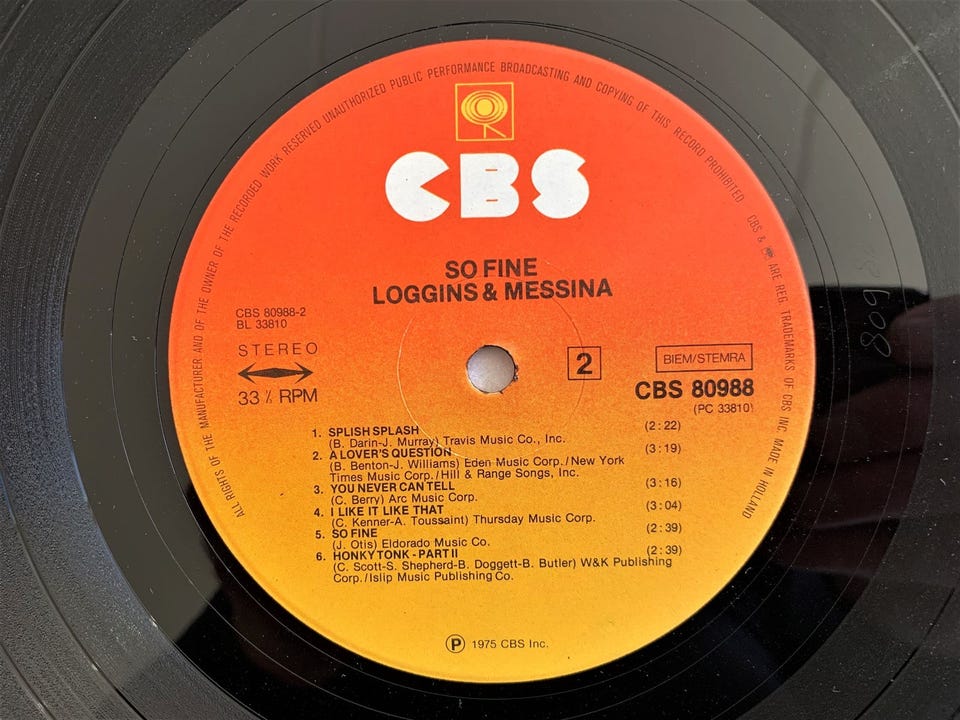 ALL RIGHTS OF THE MANUFACTURER AND OF THE OWNER OF THE RECORDED WORK RESERVED UNAUTHORIZED PUBLIC PERFORMANCE BROADCASTING AND COPYING OF THIS RECORD PROHIBITED CBS & ARE REG. TRADEMARKS OF CBS INC MADE IN HOLLAND
CBS
SO FINE
LOGGINS & MESSINA
CBS 80988-2
BL 33810
STEREO
33⅓ RPM
2
BIEM/STEMRA
CBS 80988
(PC 33810)
1. SPLISH SPLASH (2:22)
(B. Darin-J. Murray) Travis Music Co., Inc.
2. A LOVER'S QUESTION (3:19)
(B. Benton-J. Williams) Eden Music Corp./New York
Times Music Corp./Hill & Range Songs, Inc.
3. YOU NEVER CAN TELL (3:16)
(C. Berry) Arc Music Corp.
4. I LIKE IT LIKE THAT (3:04)
(C. Kenner-A. Toussaint) Thursday Music Corp.
5. SO FINE (2:39)
(J. Otis) Eldorado Music Co.
6. HONKY TONK - PART II (2:39)
(C. Scott-S. Shepherd-B. Doggett-B. Butler) W&K Publishing
Corp./Islip Music Publishing Co.
℗ 1975 CBS Inc.